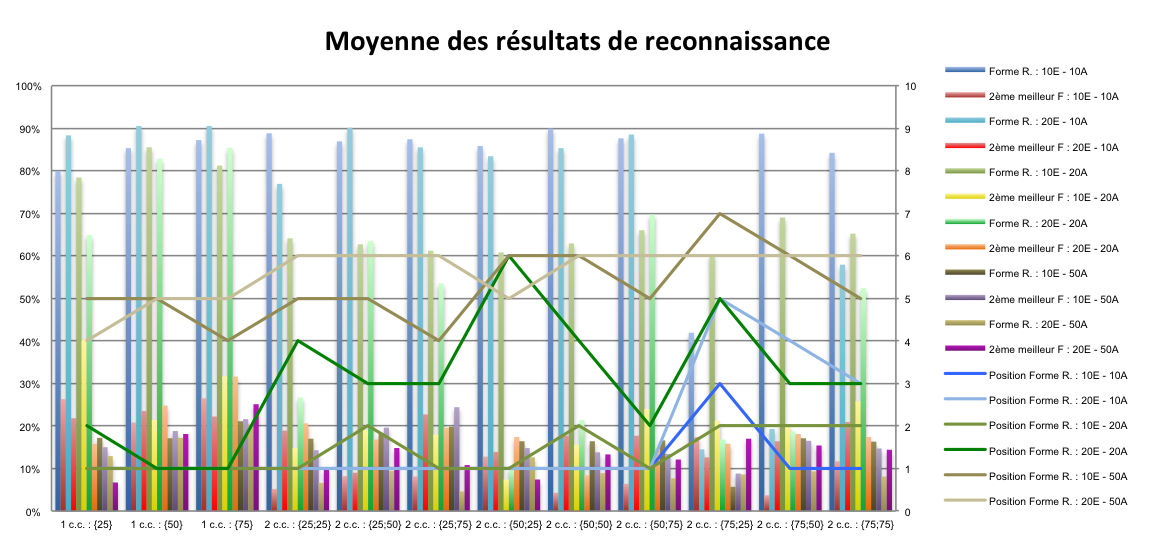 Moyenne des résultats de reconnaissance
100%
90%
80%
70%
60%
50%
40%
30%
20%
10%
0%
10
9
8
7
6
5
4
3
2
1
0
1 c.c. : {25}
1 c.c. : {50}
1 c.c. : {75}
2 c.c. : {25;25}
2 c.c. : {25;50}
2 c.c. : {25;75}
2 c.c. : {50;25}
2 c.c. : {50;50}
2 c.c. : {50;75}
2 c.c. : {75;25}
2 c.c. : {75;50}
2 c.c. : {75;75}
Forme R. : 10E - 10A
2ème meilleur F : 10E - 10A
Forme R. : 20E - 10A
2ème meilleur F : 20E - 10A
Forme R. : 10E - 20A
2ème meilleur F : 10E - 20A
Forme R. : 20E - 20A
2ème meilleur F : 20E - 20A
Forme R. : 10E - 50A
2ème meilleur F : 10E - 50A
Forme R. : 20E - 50A
2ème meilleur F : 20E - 50A
Position Forme R. : 10E - 10A
Position Forme R. : 20E - 10A
Position Forme R. : 10E - 20A
Position Forme R. : 20E - 20A
Position Forme R. : 10E - 50A
Position Forme R. : 20E - 50A